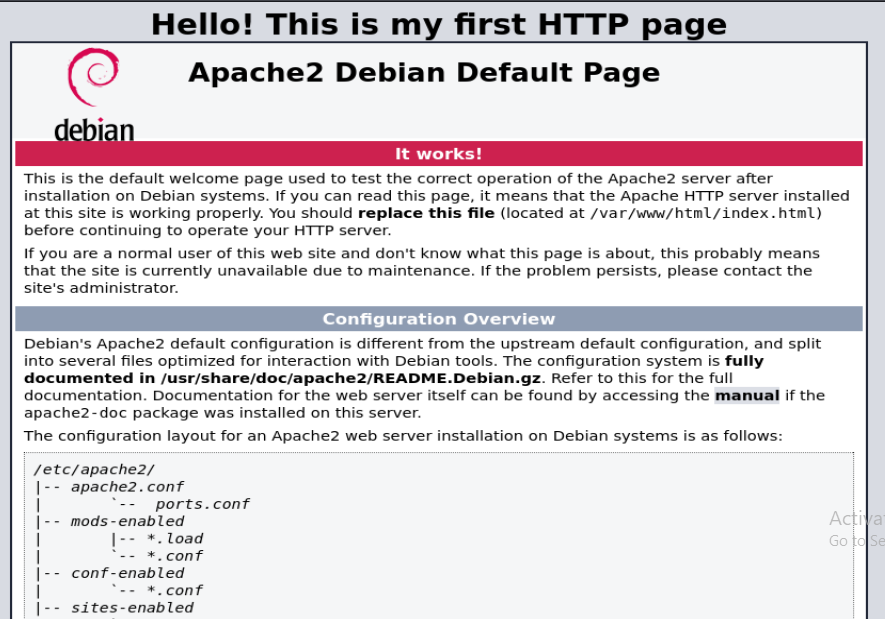 Hello! This is my first HTTP page
Apache2 Debian Default Page
debian
It works!
This is the default welcome page used to test the correct operation of the Apache2 server after
installation on Debian systems. If you can read this page, it means that the Apache HTTP server installed
at this site is working properly. You should replace this file (located at /var/www/html/index.html)
before continuing to operate your HTTP server.
If you are a normal user of this web site and don't know what this page is about, this probably means
that the site is currently unavailable due to maintenance. If the problem persists, please contact the
site's administrator.
Configuration Overview
Debian's Apache2 default configuration is different from the upstream default configuration, and split
into several files optimized for interaction with Debian tools. The configuration system is fully
documented in /usr/share/doc/apache2/README.Debian.gz. Refer to this for the full
documentation. Documentation for the web server itself can be found by accessing the manual if the
apache2-doc package was installed on this server.
The configuration layout for an Apache2 web server installation on Debian systems is as follows:
/etc/apache2/
|-- apache2.conf
|       `--  ports.conf
|-- mods-enabled
|       |-- *.load
|       `-- *.conf
|-- conf-enabled
|       `-- *.conf
|-- sites-enabled
Activa
Go to Se